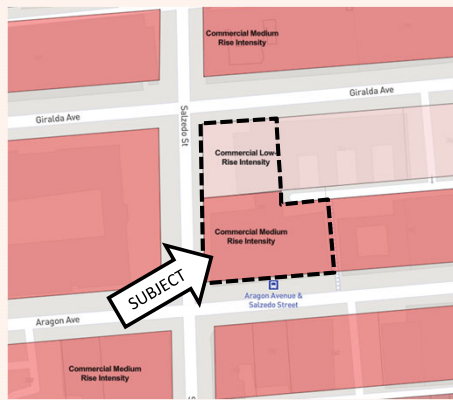 Commercial Medium
Rise Intensity
Giralda Ave
Giralda Ave
Salzedo St
Commercial Low-
Rise Intensity
Commercial Medium
Rise Intensity
SUBJECT
Aragon Avenue &
Salzedo Street
Aragon Ave
Commercial Medium
Rise Intensity